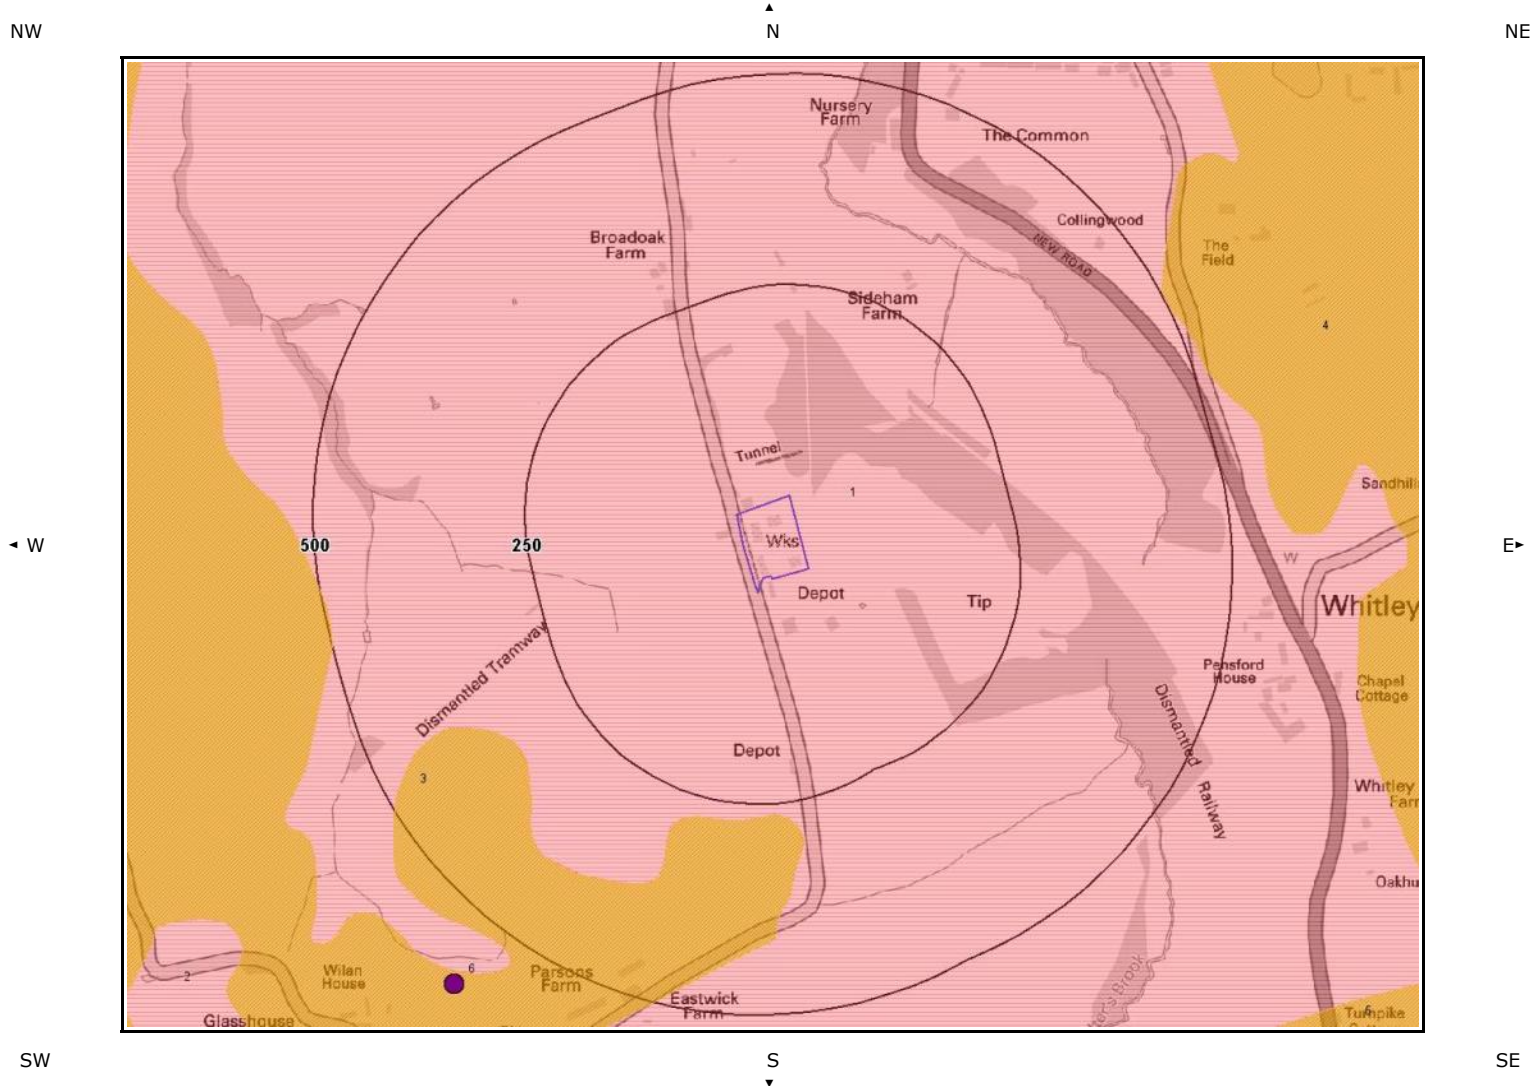 NW
N
NE
Nursery
Farm
The Common
Collingwood
Broadoak
Farm
NEW ROAD
The
Field
Sideham
Farm
4
Tunnel
Sandhill
1
W
500
250
Wks
E
W
Depot
Tip
Whitley
Dismantled Tramway
Pensford
House
Chapel
Cottage
Dismantled
Railway
Depot
3
Whitley
Farm
Oakhu
2
Wilan
House
6
Parsons
Farm
Eastwick
Farm
Glasshouse
Turnpike
6
SW
S
SE